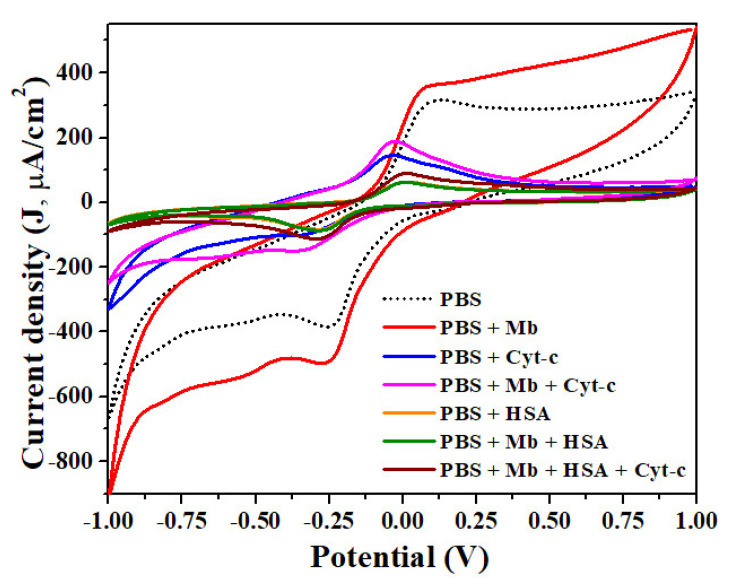 Current density (J, μA/cm²)
400
200
0
-200
-400
-600
-800
PBS
PBS + Mb
PBS + Cyt-c
PBS + Mb + Cyt-c
PBS + HSA
PBS + Mb + HSA
PBS + Mb + HSA + Cyt-c
-1.00 -0.75 -0.50 -0.25 0.00 0.25 0.50 0.75 1.00
Potential (V)